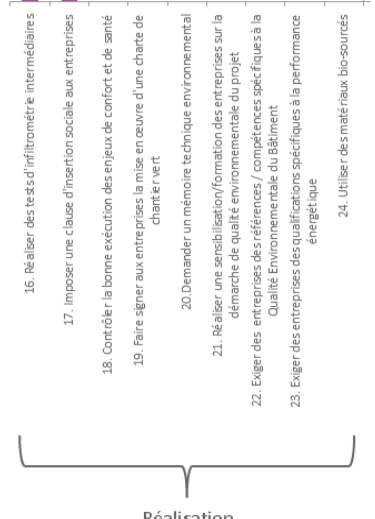 16. Réaliser des tests d'infiltrométrie intermédiaires
17. Imposer une clause d'insertion sociale aux entreprises
18. Contrôler la bonne exécution des enjeux de confort et de santé
19. Faire signer aux entreprises la mise en œuvre d'une charte de
chantier vert
20.Demander un mémoire technique environnemental
21. Réaliser une sensibilisation/formation des entreprises sur la
démarche de qualité environnementale du projet
22. Exiger des entreprises des références / compétences spécifiques à la
Qualité Environnementale du Bâtiment
23. Exiger des entreprises des qualifications spécifiques à la performance
énergétique
24. Utiliser des matériaux bio-sourcés
Réalisation